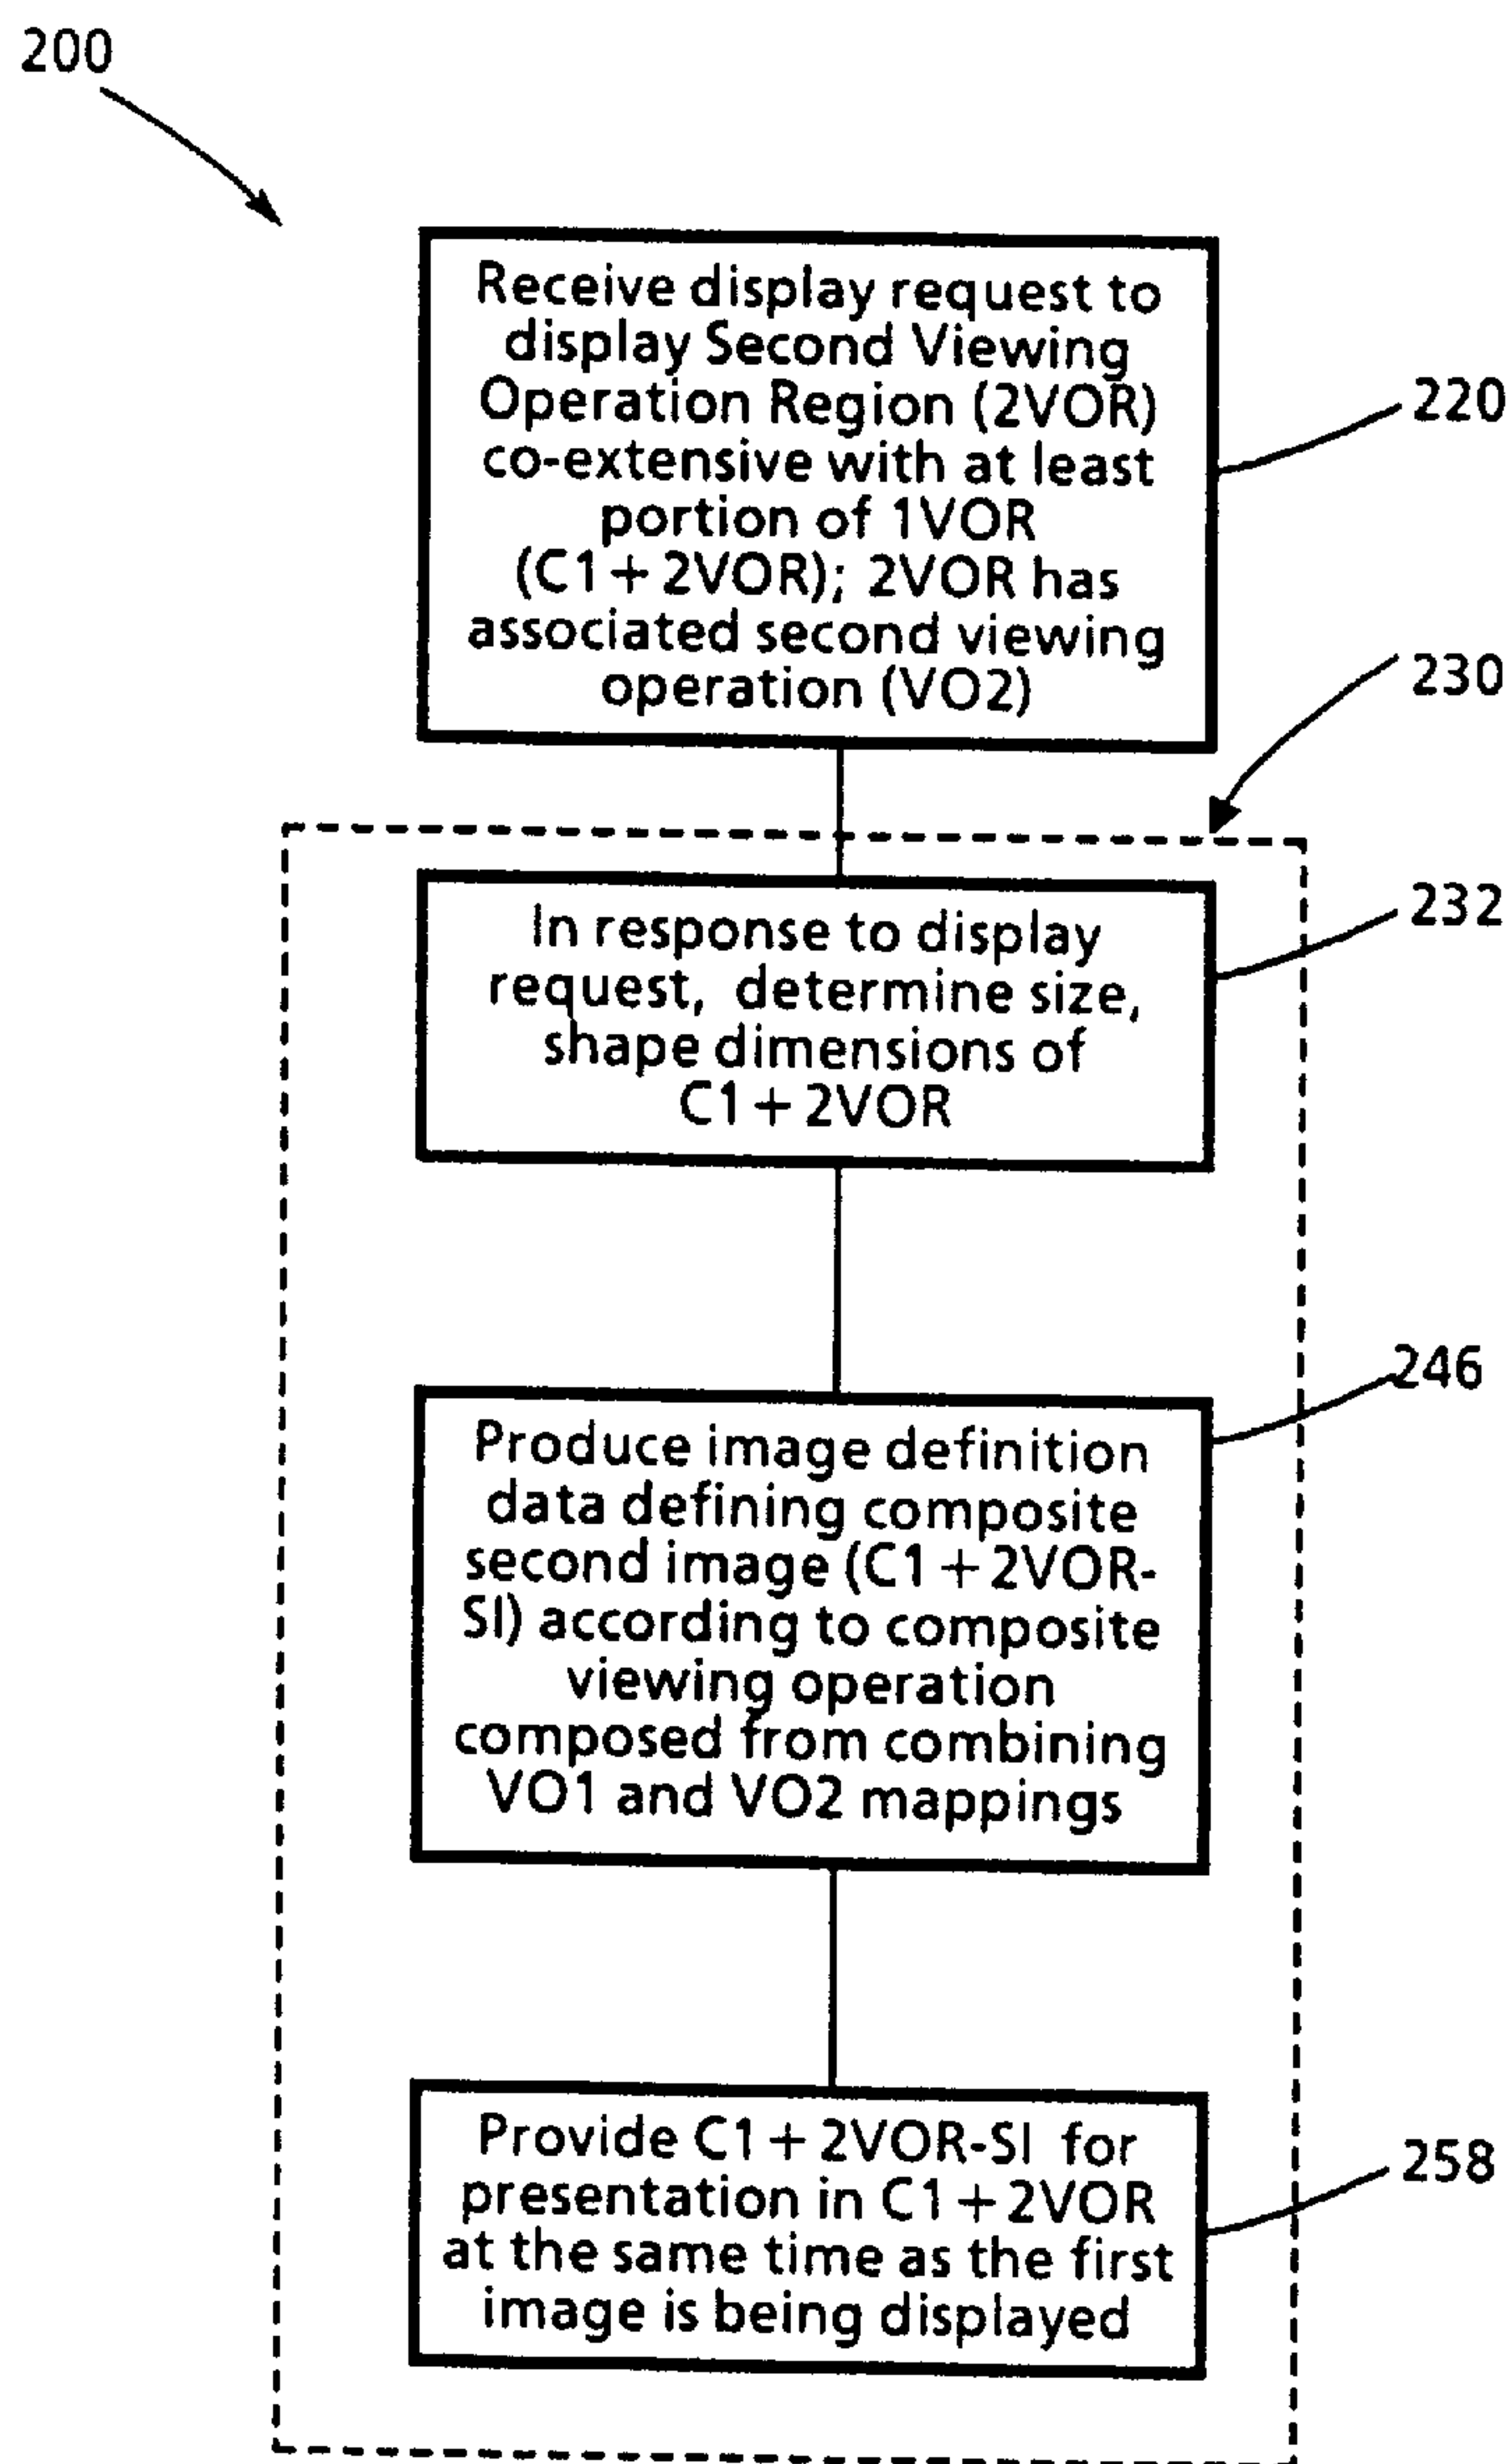 200
Receive display request to
display Second Viewing
Operation Region (2VOR)
co-extensive with at least
portion of 1VOR
(C1 + 2VOR); 2VOR has
associated second viewing
operation (VO2)
220
230
In response to display
request, determine size,
shape dimensions of
C1 + 2VOR
232
Produce image definition
data defining composite
second image (C1 + 2VOR-
SI) according to composite
viewing operation
composed from combining
VO1 and VO2 mappings
246
Provide C1 + 2VOR-SI for
presentation in C1 + 2VOR
at the same time as the first
image is being displayed
258